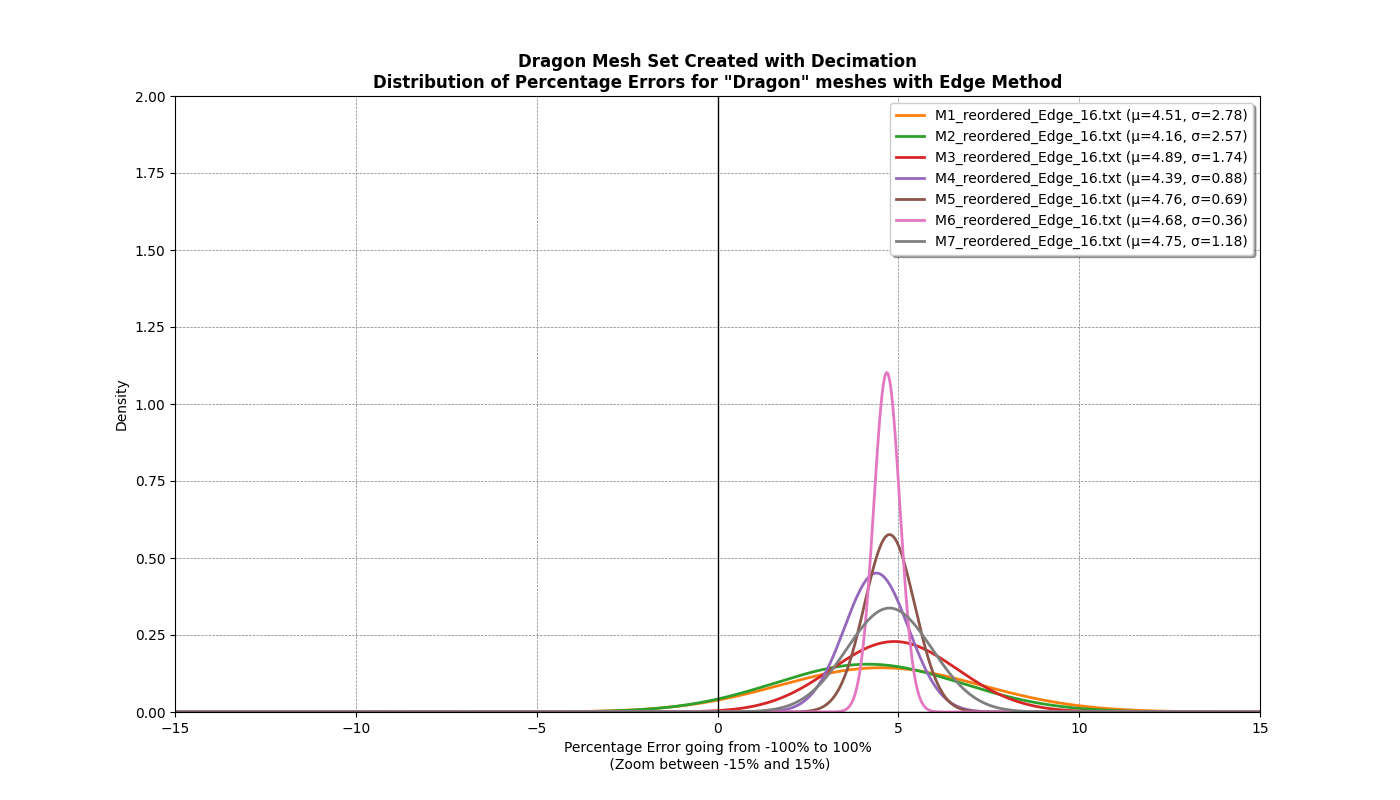 Dragon Mesh Set Created with Decimation
Distribution of Percentage Errors for "Dragon" meshes with Edge Method
2.00
1.75
1.50
1.25
1.00
0.75
0.50
0.25
0.00
Density
M1_reordered_Edge_16.txt (μ=4.51, σ=2.78)
M2_reordered_Edge_16.txt (μ=4.16, σ=2.57)
M3_reordered_Edge_16.txt (μ=4.89, σ=1.74)
M4_reordered_Edge_16.txt (μ=4.39, σ=0.88)
M5_reordered_Edge_16.txt (μ=4.76, σ=0.69)
M6_reordered_Edge_16.txt (μ=4.68, σ=0.36)
M7_reordered_Edge_16.txt (μ=4.75, σ=1.18)
−15 −10 −5 0 5 10 15
Percentage Error going from -100% to 100%
(Zoom between -15% and 15%)